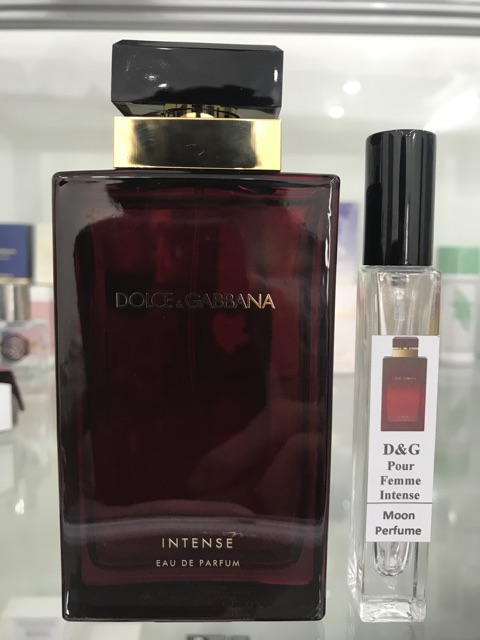 DOLCE & GABBANA
INTENSE
EAU DE PARFUM
D&G
Pour
Femme
Intense
Moon
Perfume